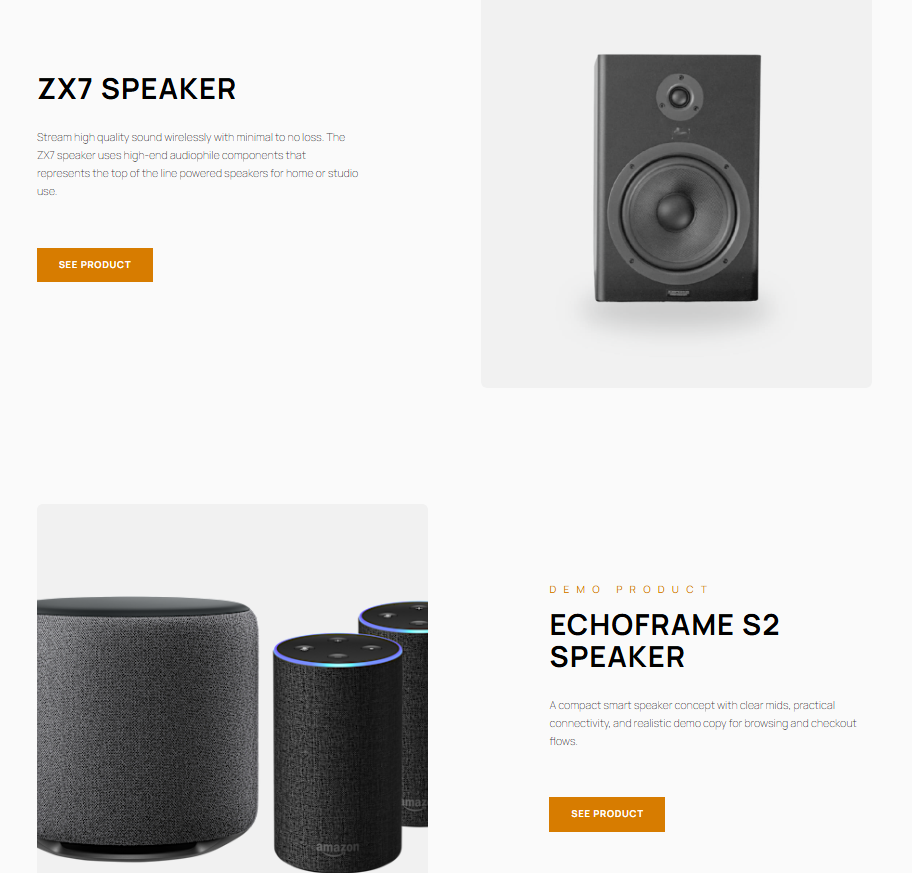 ZX7 SPEAKER
Stream high quality sound wirelessly with minimal to no loss. The
ZX7 speaker uses high-end audiophile components that
represents the top of the line powered speakers for home or studio
use.
SEE PRODUCT
DEMO PRODUCT
ECHOFRAME S2
SPEAKER
A compact smart speaker concept with clear mids, practical
connectivity, and realistic demo copy for browsing and checkout
flows.
SEE PRODUCT
amazon
amazo